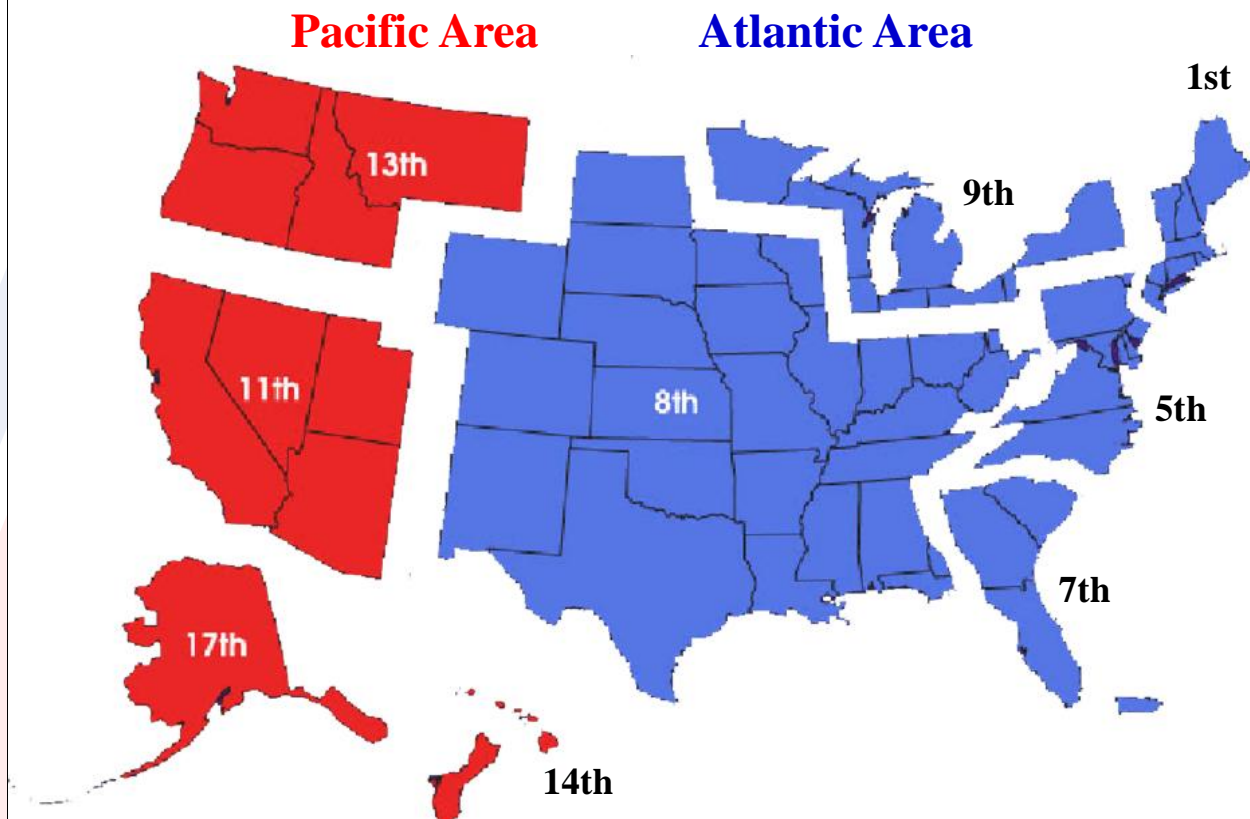 Pacific Area
Atlantic Area
1st
13th
9th
11th
8th
5th
7th
17th
14th